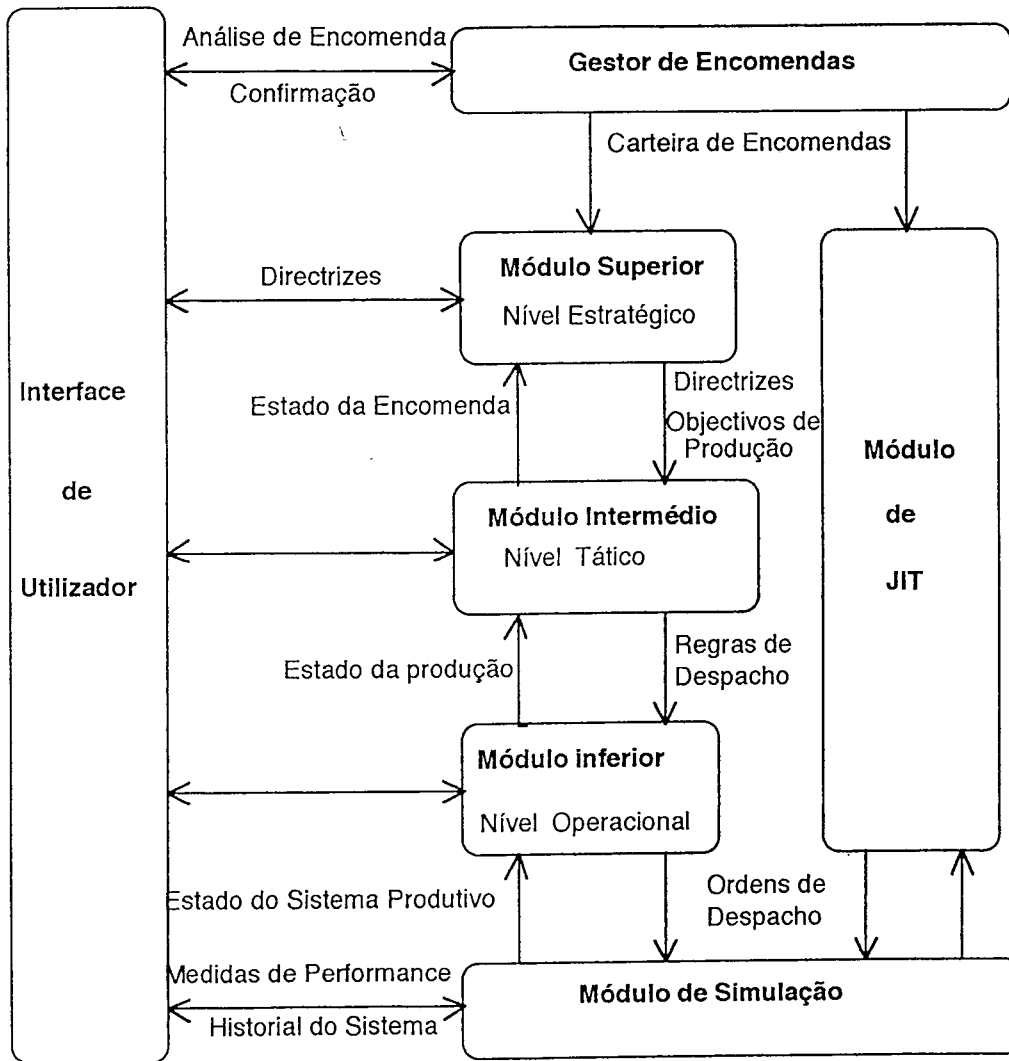 Análise de Encomenda
Confirmação
Gestor de Encomendas
Carteira de Encomendas
Directrizes
Módulo Superior
Nível Estratégico
Interface
de
Utilizador
Estado da Encomenda
Directrizes
Objectivos de
Produção
Módulo
de
JIT
Módulo Intermédio
Nível Tático
Estado da produção
Regras de
Despacho
Módulo inferior
Nível Operacional
Estado do Sistema Produtivo
Ordens de
Despacho
Medidas de Performance
Historial do Sistema
Módulo de Simulação